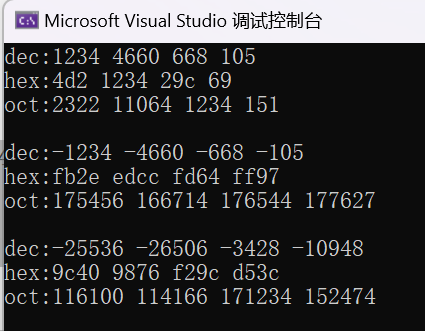 Microsoft Visual Studio 调试控制台
dec:1234 4660 668 105
hex:4d2 1234 29c 69
oct:2322 11064 1234 151
dec:-1234 -4660 -668 -105
hex:fb2e edcc fd64 ff97
oct:175456 166714 176544 177627
dec:-25536 -26506 -3428 -10948
hex:9c40 9876 f29c d53c
oct:116100 114166 171234 152474